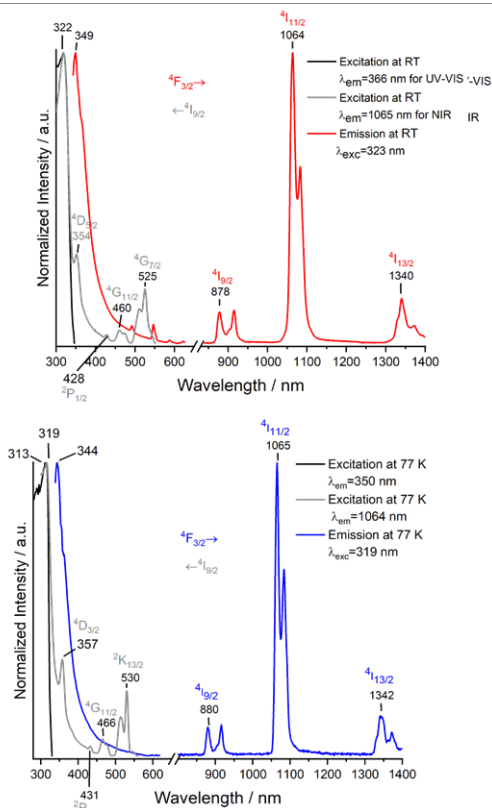 322
349
⁴I₁₁/₂
1064
⁴F₃/₂→
←⁴I₉/₂
Excitation at RT
λem=366 nm for UV-VIS '-VIS
Excitation at RT
λem=1065 nm for NIR IR
Emission at RT
λexc=323 nm
Normalized Intensity / a.u.
⁴D₅/₂
354
⁴G₇/₂
525
⁴G₁₁/₂
460
⁴I₉/₂
878
⁴I₁₃/₂
1340
300 400 500 600 900 1000 1100 1200 1300 1400
428
²P₁/₂
Wavelength / nm
313
319
344
⁴I₁₁/₂
1065
⁴F₃/₂→
←⁴I₉/₂
Excitation at 77 K
λem=350 nm
Excitation at 77 K
λem=1064 nm
Emission at 77 K
λexc=319 nm
Normalized Intensity / a.u.
⁴D₃/₂
357
²K₁₃/₂
530
⁴G₁₁/₂
466
⁴I₉/₂
880
⁴I₁₃/₂
1342
300 400 500 600 800 900 1000 1100 1200 1300 1400
431
Wavelength / nm